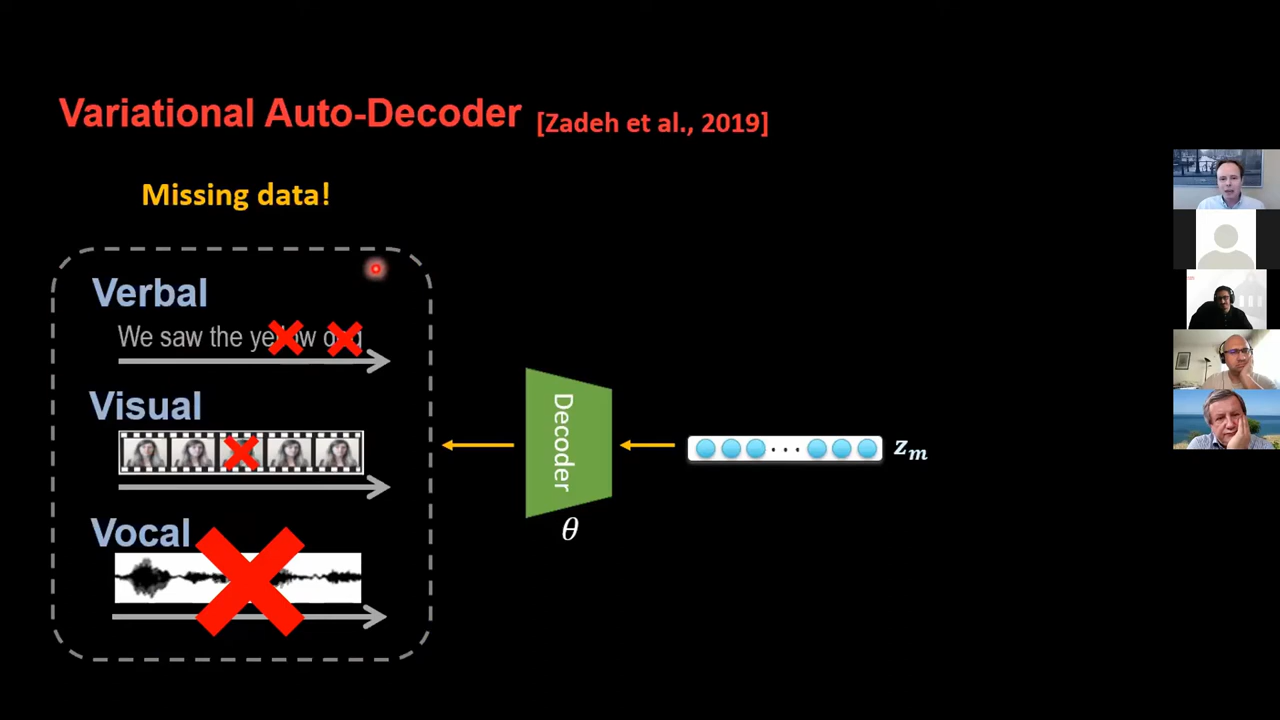 Variational Auto-Decoder [Zadeh et al., 2019]
Missing data!
Verbal
We saw the yellow dog
Visual
Vocal
Decoder
θ
z_m